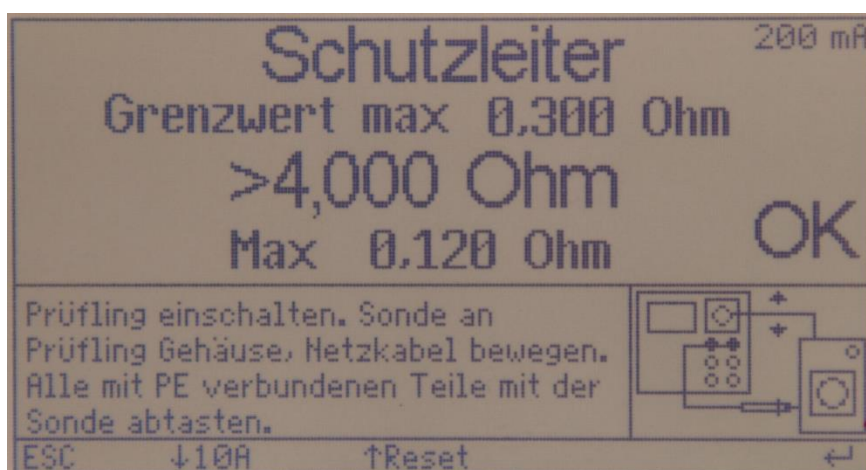 Schutzleiter 200 mA
Grenzwert max 0,300 Ohm
>4,000 Ohm
OK
Max 0,120 Ohm
Prüfling einschalten. Sonde an
Prüfling Gehäuse, Netzkabel bewegen.
Alle mit PE verbundenen Teile mit der
Sonde abtasten.
ESC ↓10A ↑Reset ↵